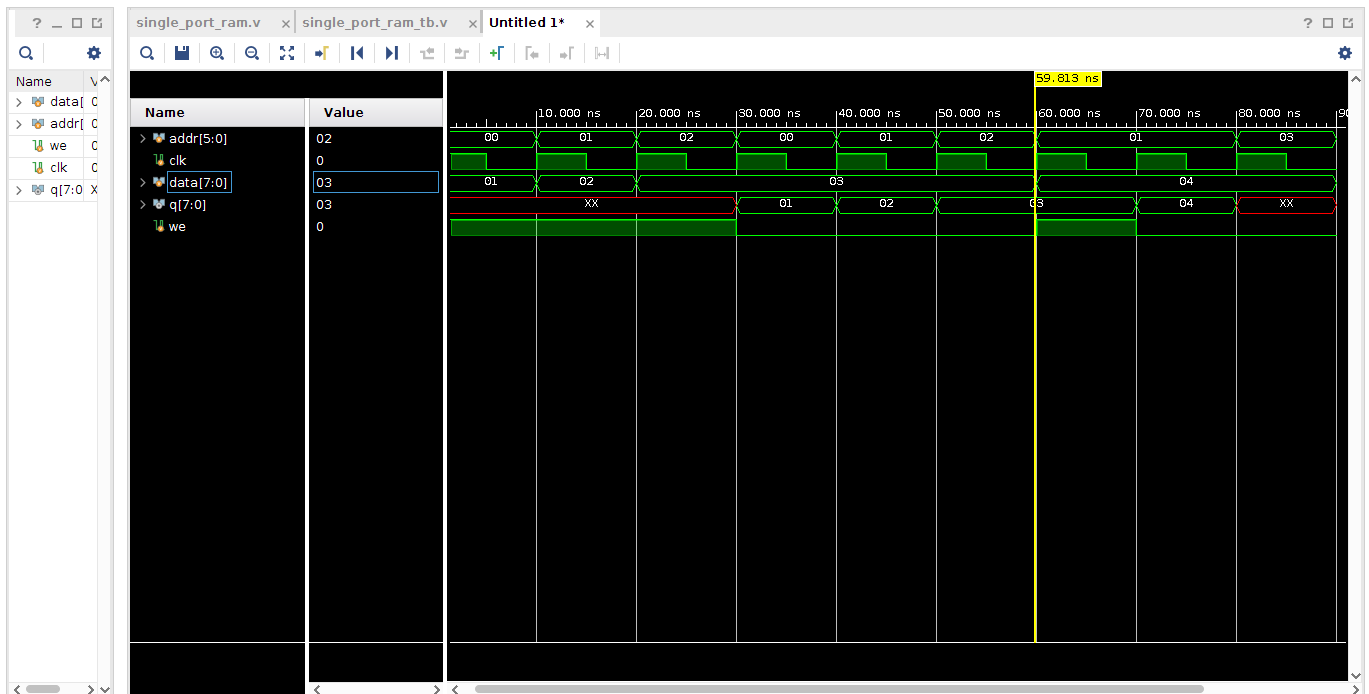 ? single_port_ram.v × single_port_ram_tb.v × Untitled 1* × ?
59.813 ns
Name V
data[ 0
addr[ 0
we 0
clk 0
q[7:0 X
Name Value
10.000 ns 20.000 ns 30.000 ns 40.000 ns 50.000 ns 60.000 ns 70.000 ns 80.000 ns 90
addr[5:0] 02 00 01 02 00 01 02 01 03
clk 0
data[7:0] 03 01 02 03 04
q[7:0] 03 XX 01 02 03 04 XX
we 0